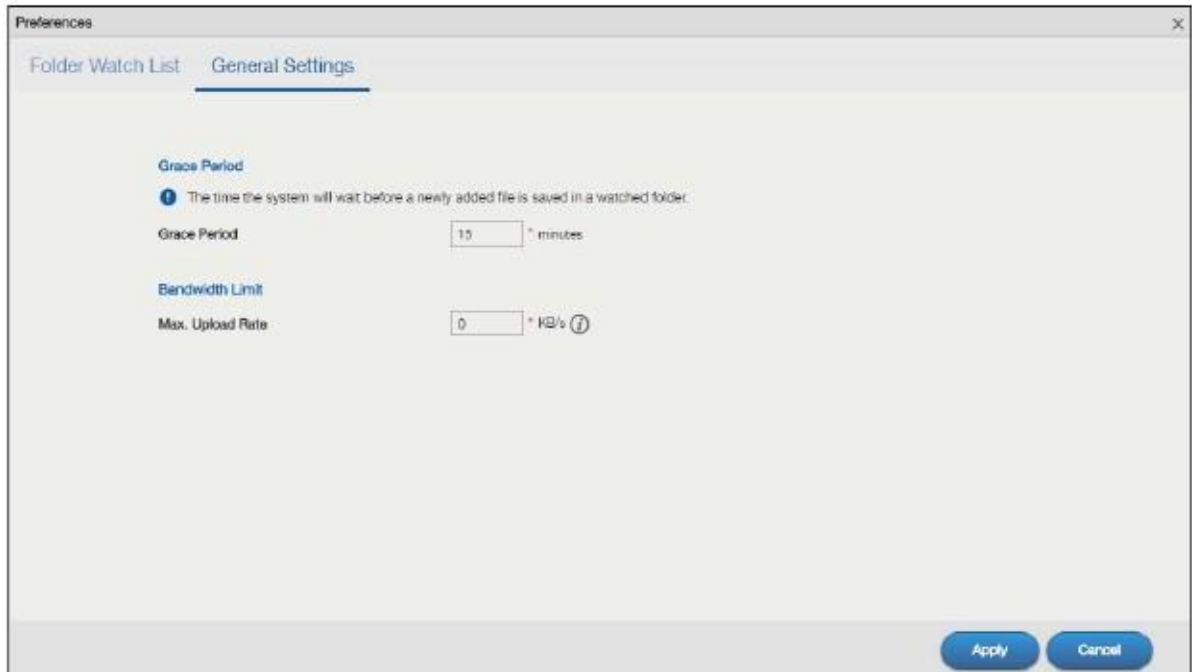 Preferences
Folder Watch List General Settings
Grace Period
The time the system will wait before a newly added file is saved in a watched folder.
Grace Period 15 * minutes
Bandwidth Limit
Max. Upload Rate 0 * KB/s
Apply Cancel